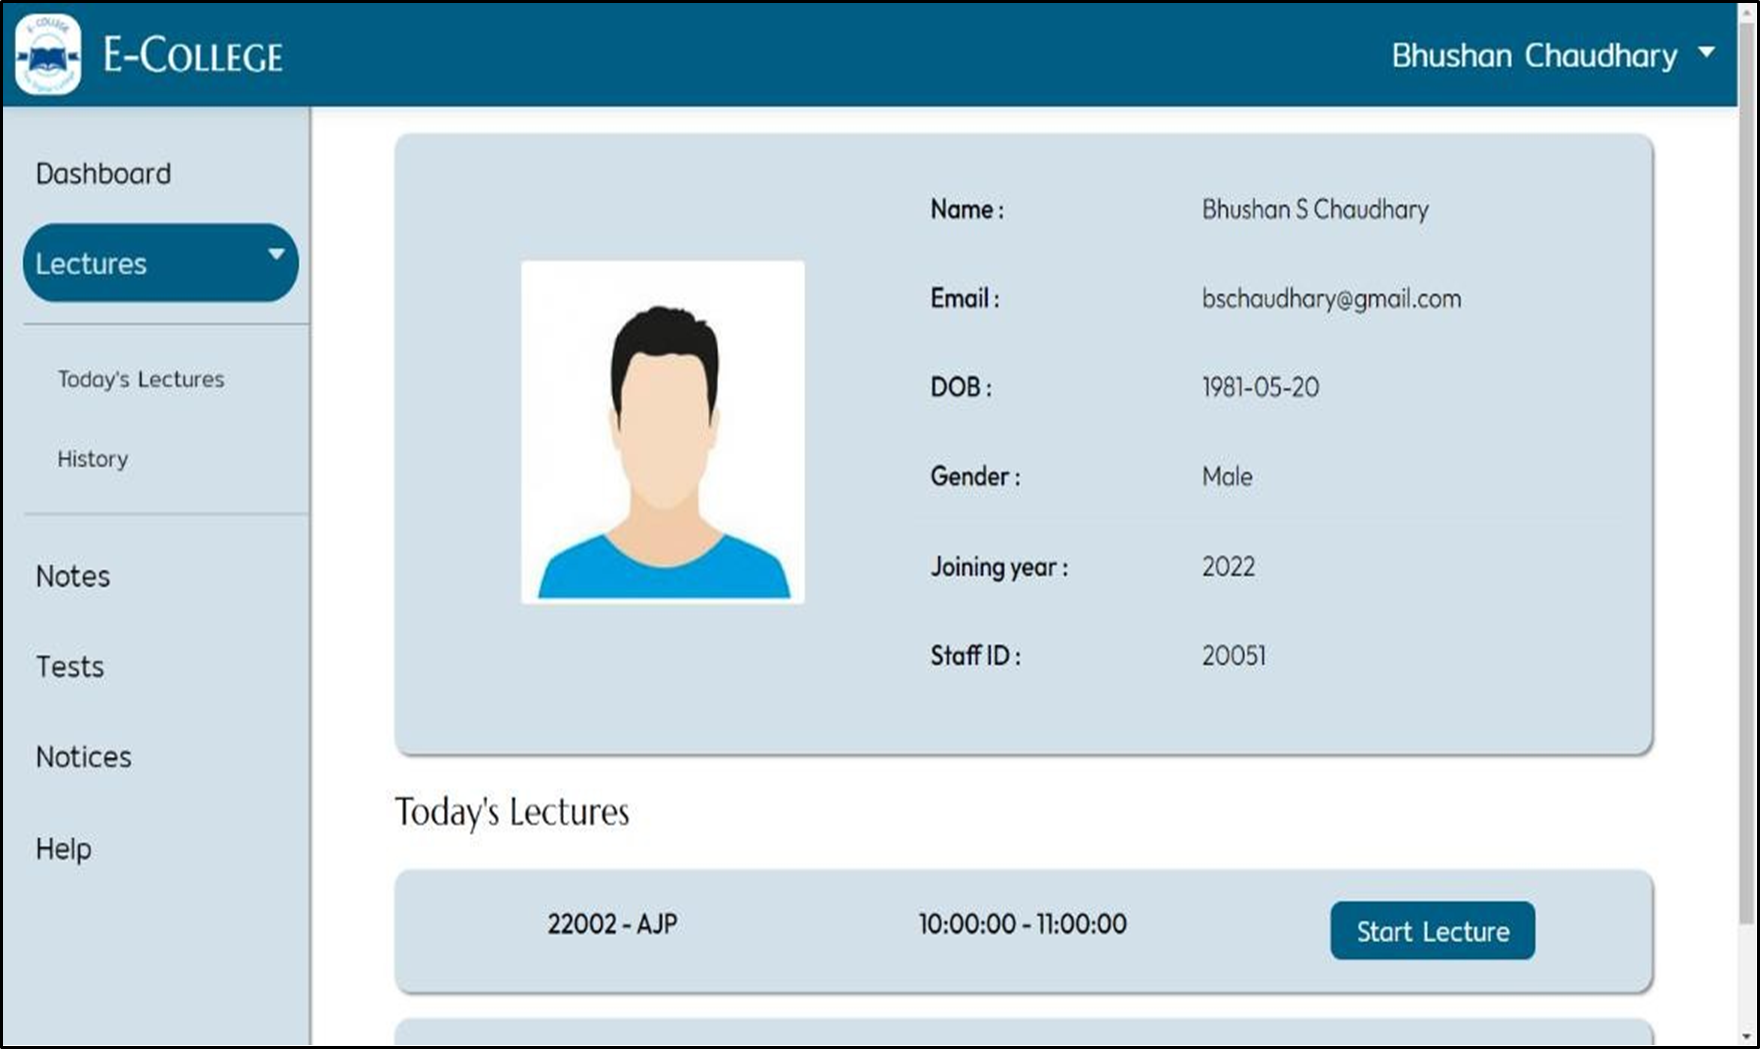 E - COLLEGE
E-COLLEGE
Bhushan Chaudhary
Dashboard
Lectures
Today's Lectures
History
Notes
Tests
Notices
Help
Name : Bhushan S Chaudhary
Email : bschaudhary@gmail.com
DOB : 1981-05-20
Gender : Male
Joining year : 2022
Staff ID : 20051
Today's Lectures
22002 - AJP 10:00:00 - 11:00:00 Start Lecture